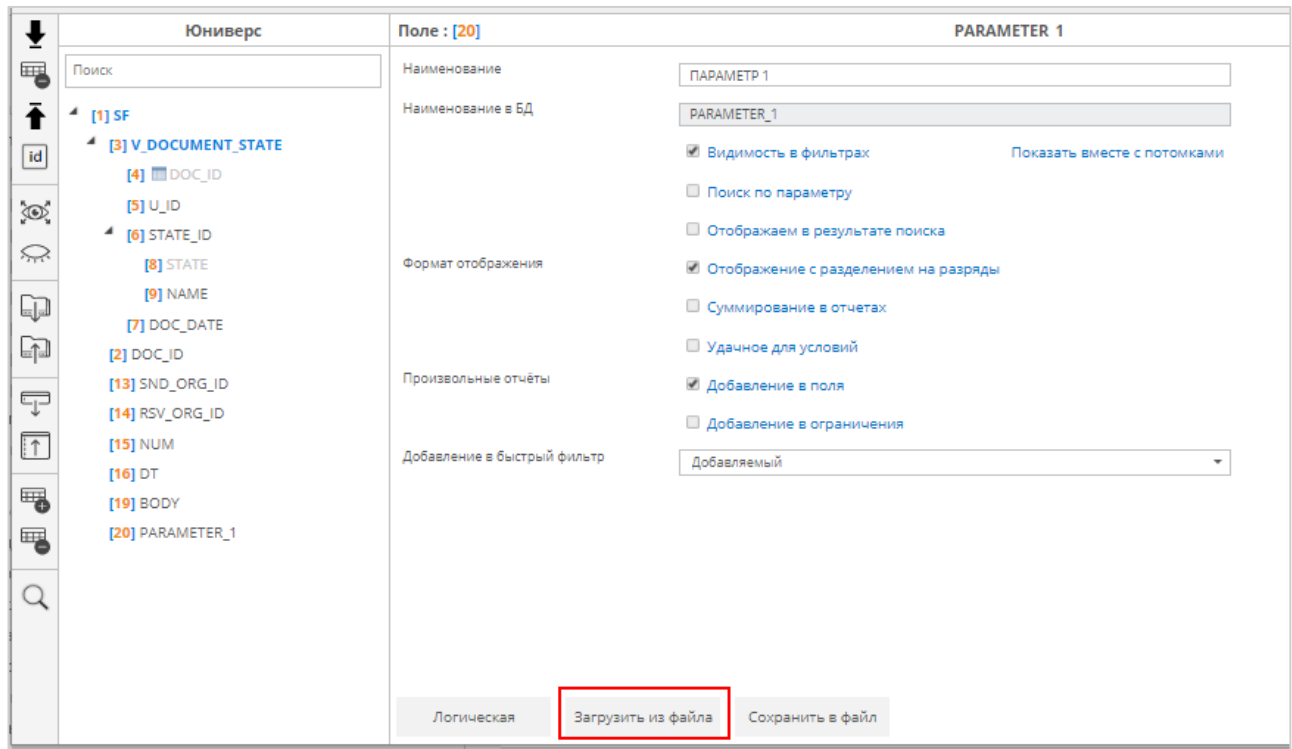 Юниверс
Поле : [20] PARAMETER 1
Поиск
[1] SF
[3] V_DOCUMENT_STATE
[4] DOC_ID
[5] U_ID
[6] STATE_ID
[8] STATE
[9] NAME
[7] DOC_DATE
[2] DOC_ID
[13] SND_ORG_ID
[14] RSV_ORG_ID
[15] NUM
[16] DT
[19] BODY
[20] PARAMETER_1
id
Наименование ПАРАМЕТР 1
Наименование в БД PARAMETER_1
Видимость в фильтрах Показать вместе с потомками
Поиск по параметру
Отображаем в результате поиска
Формат отображения Отображение с разделением на разряды
Суммирование в отчетах
Удачное для условий
Произвольные отчёты Добавление в поля
Добавление в ограничения
Добавление в быстрый фильтр Добавляемый
Логическая Загрузить из файла Сохранить в файл